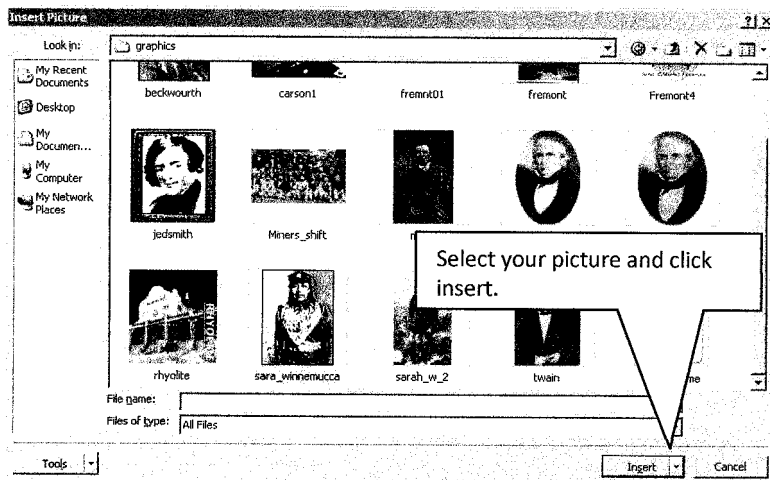 Insert Picture
Look in:
graphics
My Recent
Documents
Desktop
My
Documen...
My
Computer
My Network
Places
beckwourth
carson1
fremnt01
fremont
Fremont4
jedsmith
Miners_shift
Select your picture and click
insert.
RHYO
rhyolite
sara_winnemucca
sarah_w_2
twain
File name:
Files of type:
All Files
Tools
Insert
Cancel